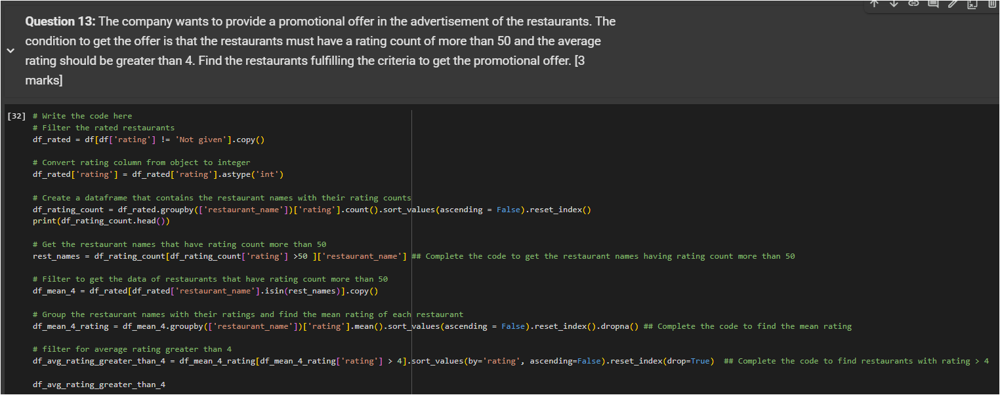 Question 13: The company wants to provide a promotional offer in the advertisement of the restaurants. The
condition to get the offer is that the restaurants must have a rating count of more than 50 and the average
rating should be greater than 4. Find the restaurants fulfilling the criteria to get the promotional offer. [3
marks]
[32] # Write the code here
# Filter the rated restaurants
df_rated = df[df['rating'] != 'Not given'].copy()
# Convert rating column from object to integer
df_rated['rating'] = df_rated['rating'].astype('int')
# Create a dataframe that contains the restaurant names with their rating counts
df_rating_count = df_rated.groupby(['restaurant_name'])['rating'].count().sort_values(ascending = False).reset_index()
print(df_rating_count.head())
# Get the restaurant names that have rating count more than 50
rest_names = df_rating_count[df_rating_count['rating'] >50 ]['restaurant_name'] ## Complete the code to get the restaurant names having rating count more than 50
# Filter to get the data of restaurants that have rating count more than 50
df_mean_4 = df_rated[df_rated['restaurant_name'].isin(rest_names)].copy()
# Group the restaurant names with their ratings and find the mean rating of each restaurant
df_mean_4_rating = df_mean_4.groupby(['restaurant_name'])['rating'].mean().sort_values(ascending = False).reset_index().dropna() ## Complete the code to find the mean rating
# filter for average rating greater than 4
df_avg_rating_greater_than_4 = df_mean_4_rating[df_mean_4_rating['rating'] > 4].sort_values(by='rating', ascending=False).reset_index(drop=True)  ## Complete the code to find restaurants with rating > 4
df_avg_rating_greater_than_4